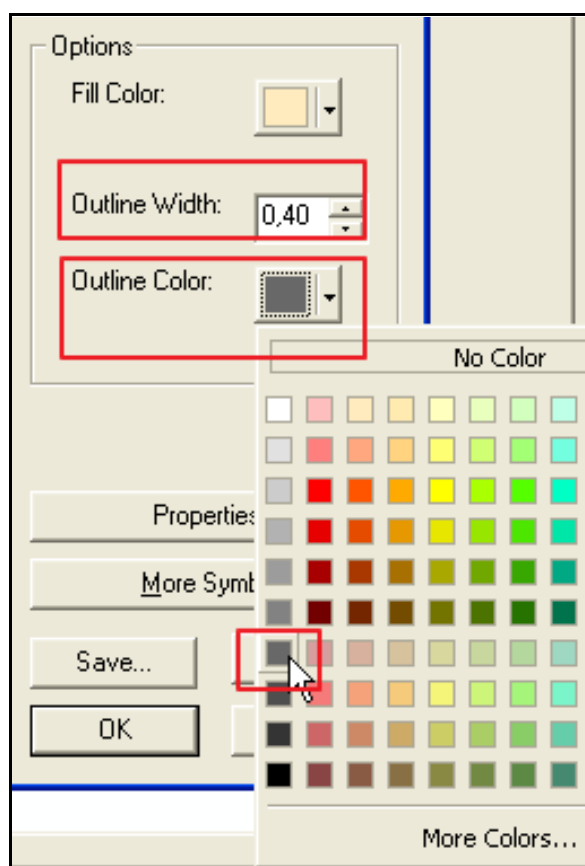 Options
Fill Color:
Outline Width: 0,40
Outline Color:
No Color
Properties
More Symb
Save...
OK
More Colors...